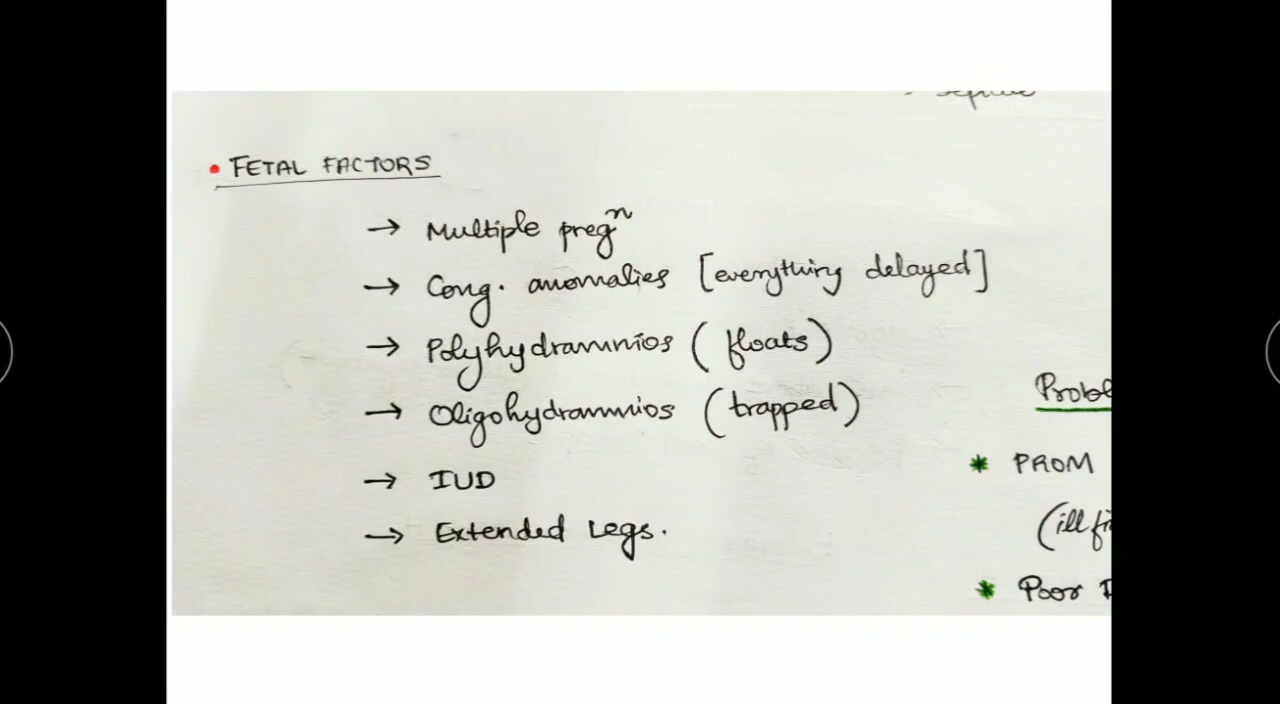 • FETAL FACTORS
→ Multiple pregⁿ
→ Cong. anomalies [everything delayed]
→ Polyhydramnios (floats)
→ Oligohydramnios (trapped)
→ IUD
→ Extended Legs.
* PROM
* Poor